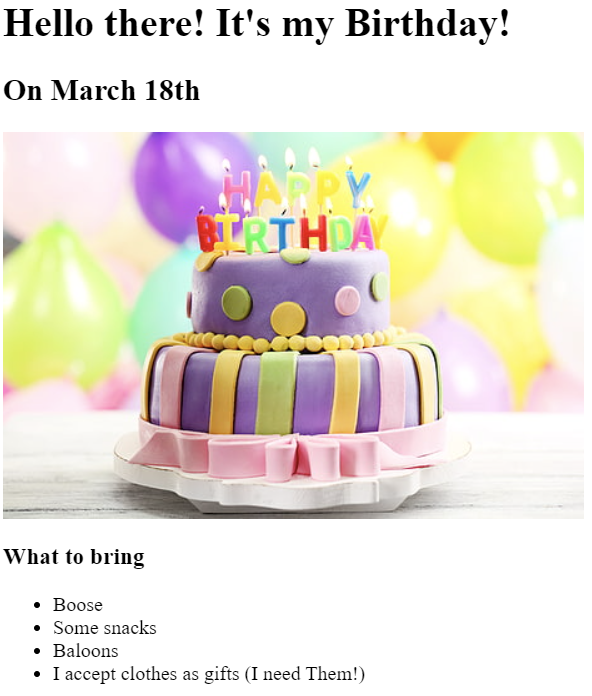 Hello there! It's my Birthday!
On March 18th
HAPPY
BIRTHDAY
What to bring
Boose
Some snacks
Baloons
I accept clothes as gifts (I need Them!)